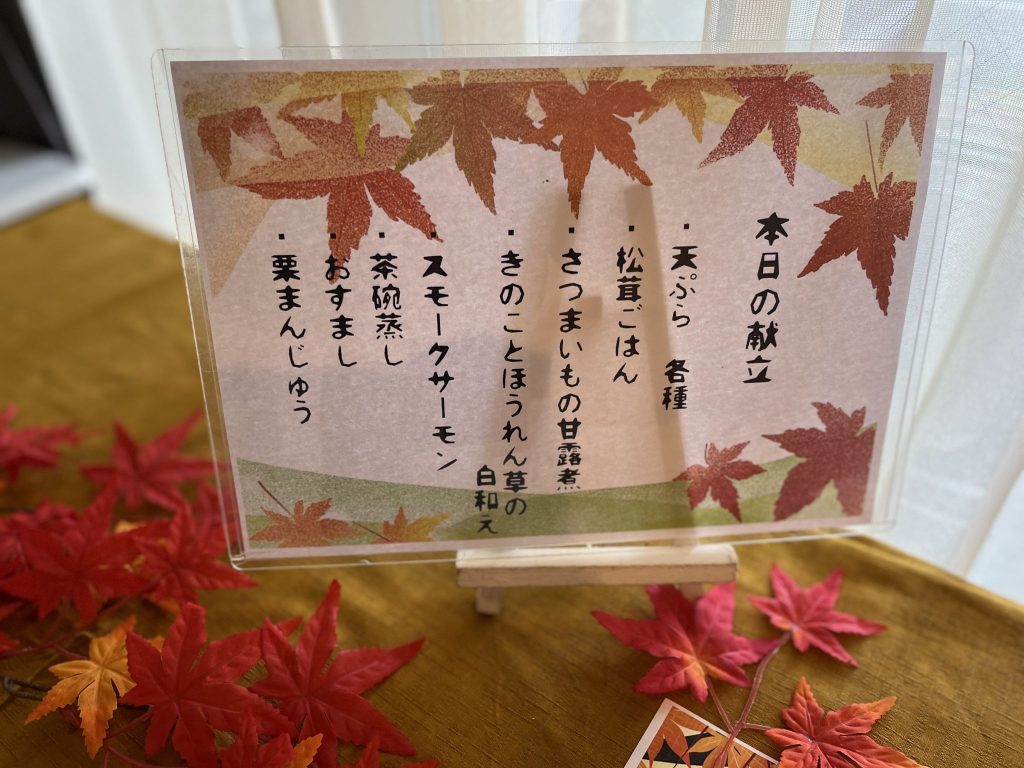 本日の献立
・天ぷら 各種
・松茸ごはん
・さつまいもの甘露煮
・きのことほうれん草の
白和え
・スモークサーモン
・茶碗蒸し
・おすまし
・栗まんじゅう